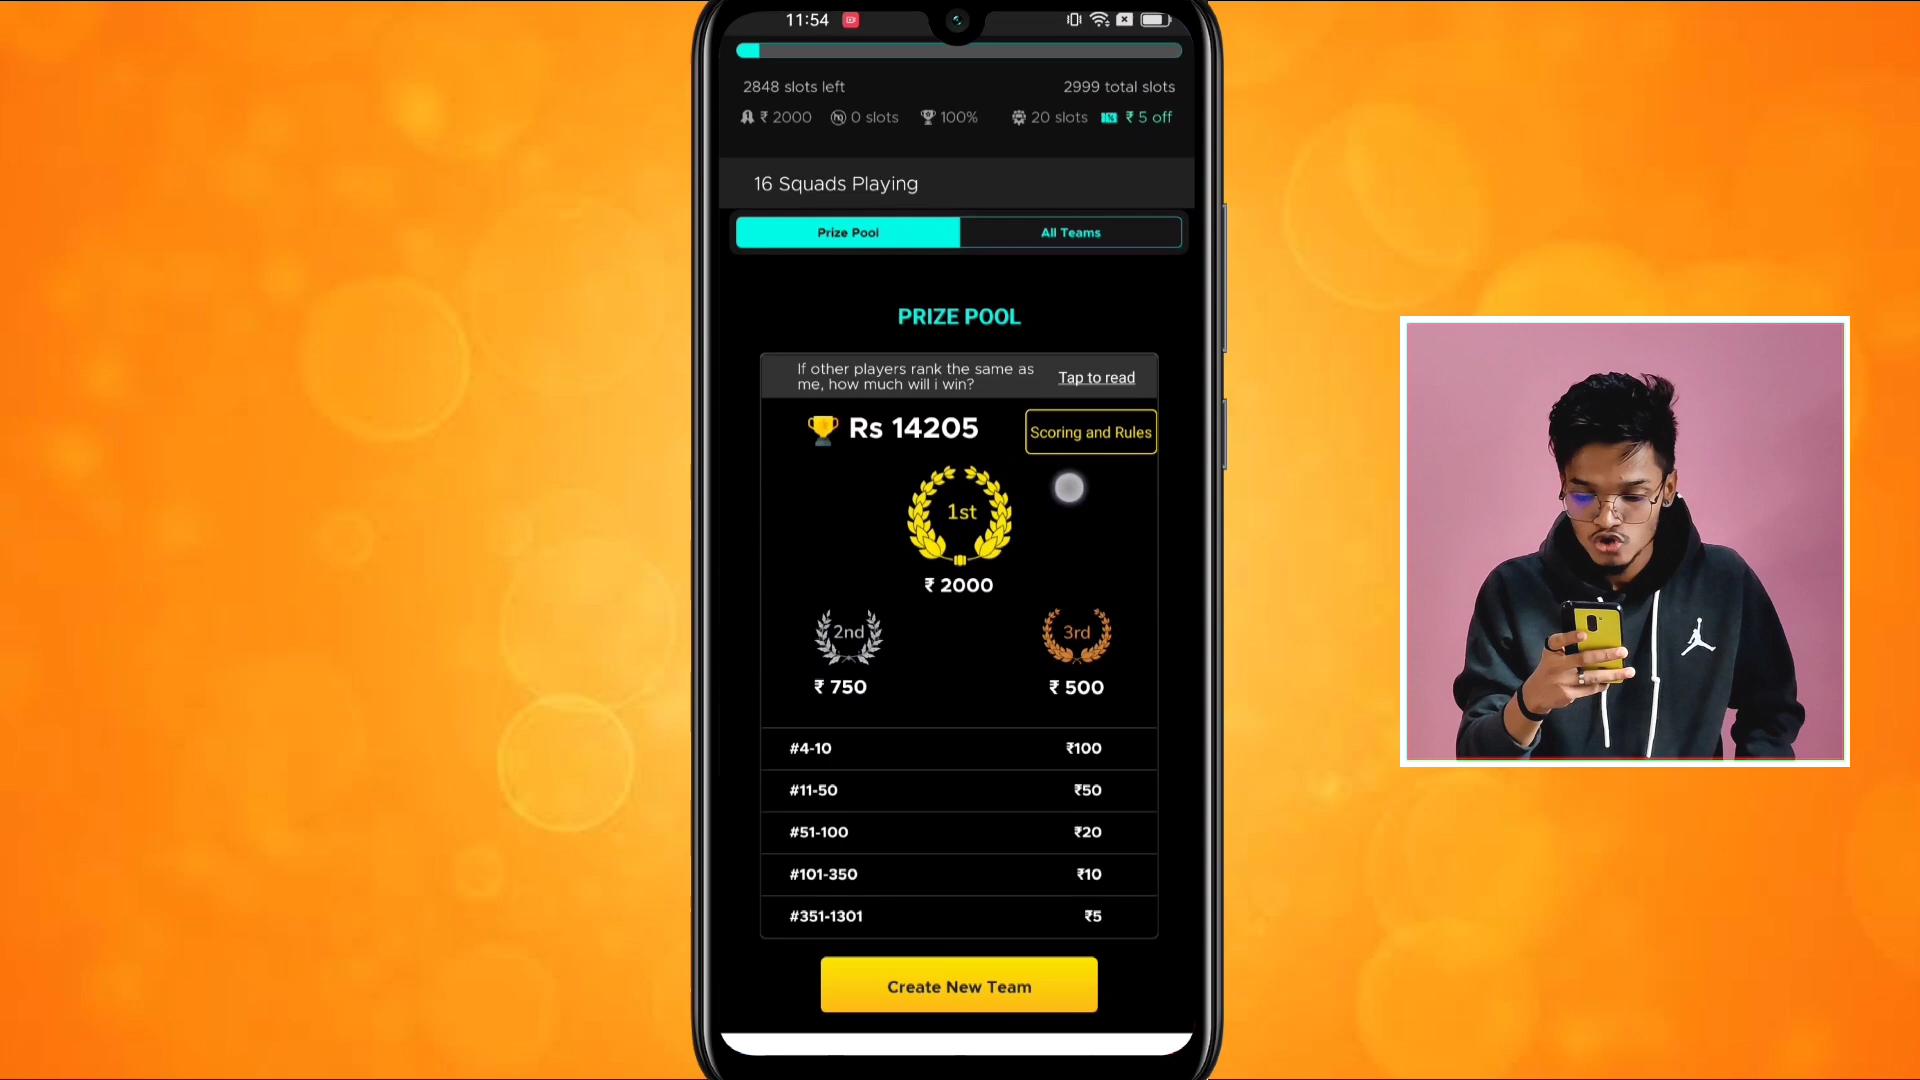 11:54
2848 slots left 2999 total slots
₹ 2000 0 slots 100% 20 slots ₹ 5 off
16 Squads Playing
Prize Pool All Teams
PRIZE POOL
If other players rank the same as
me, how much will i win?
Tap to read
Rs 14205
Scoring and Rules
1st
₹ 2000
2nd 3rd
₹ 750 ₹ 500
#4-10 ₹100
#11-50 ₹50
#51-100 ₹20
#101-350 ₹10
#351-1301 ₹5
Create New Team